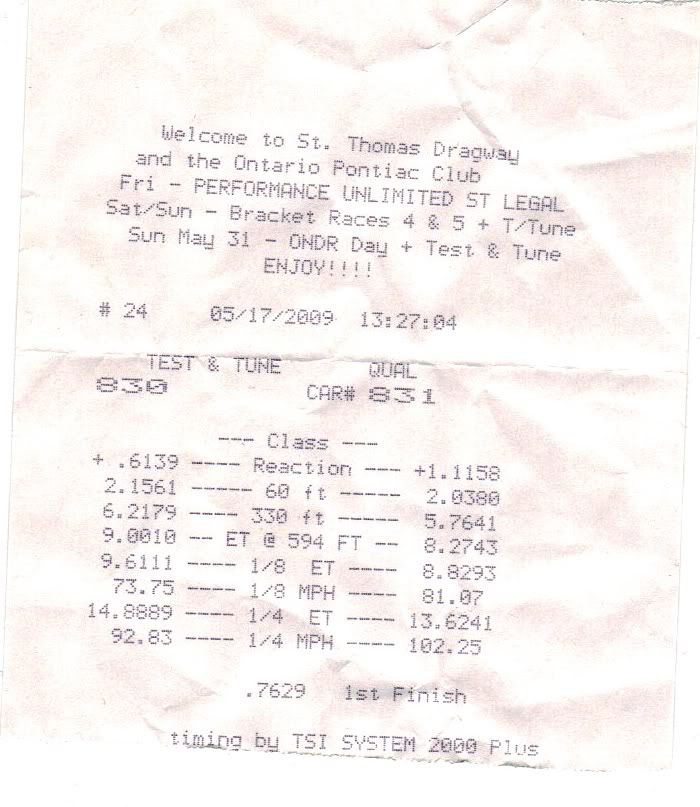 Welcome to St. Thomas Dragway
and the Ontario Pontiac Club
Fri - PERFORMANCE UNLIMITED ST LEGAL
Sat/Sun - Bracket Races 4 & 5 + T/Tune
Sun May 31 - ONDR Day + Test & Tune
ENJOY!!!!
# 24 05/17/2009 13:27:04
TEST & TUNE QUAL
830 CAR# 831
--- Class ---
+ .6139 ---- Reaction --- +1.1158
2.1561 ----- 60 ft ----- 2.0380
6.2179 ---- 330 ft ----- 5.7641
9.0010 -- ET @ 594 FT -- 8.2743
9.6111 ---- 1/8 ET ---- 8.8293
73.75 ---- 1/8 MPH ---- 81.07
14.8889 ---- 1/4 ET ---- 13.6241
92.83 ---- 1/4 MPH ---- 102.25
.7629 1st Finish
timing by TSI SYSTEM 2000 Plus